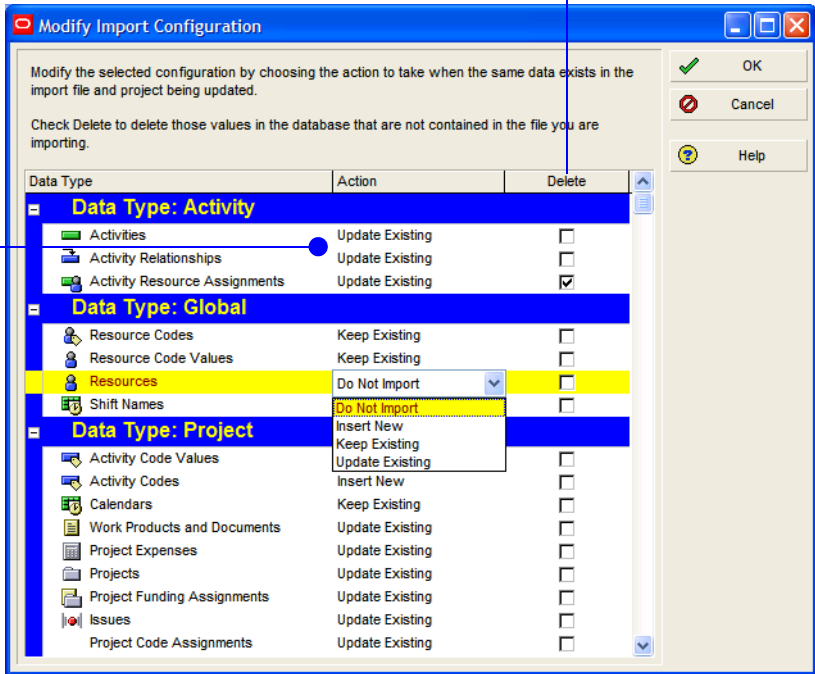 Modify Import Configuration
Modify the selected configuration by choosing the action to take when the same data exists in the
import file and project being updated.
Check Delete to delete those values in the database that are not contained in the file you are
importing.
OK
Cancel
Help
Data Type Action Delete
Data Type: Activity
Activities Update Existing
Activity Relationships Update Existing
Activity Resource Assignments Update Existing
Data Type: Global
Resource Codes Keep Existing
Resource Code Values Keep Existing
Resources Do Not Import
Shift Names
Do Not Import
Insert New
Keep Existing
Update Existing
Data Type: Project
Activity Code Values
Activity Codes Insert New
Calendars Keep Existing
Work Products and Documents Update Existing
Project Expenses Update Existing
Projects Update Existing
Project Funding Assignments Update Existing
Issues Update Existing
Project Code Assignments Update Existing